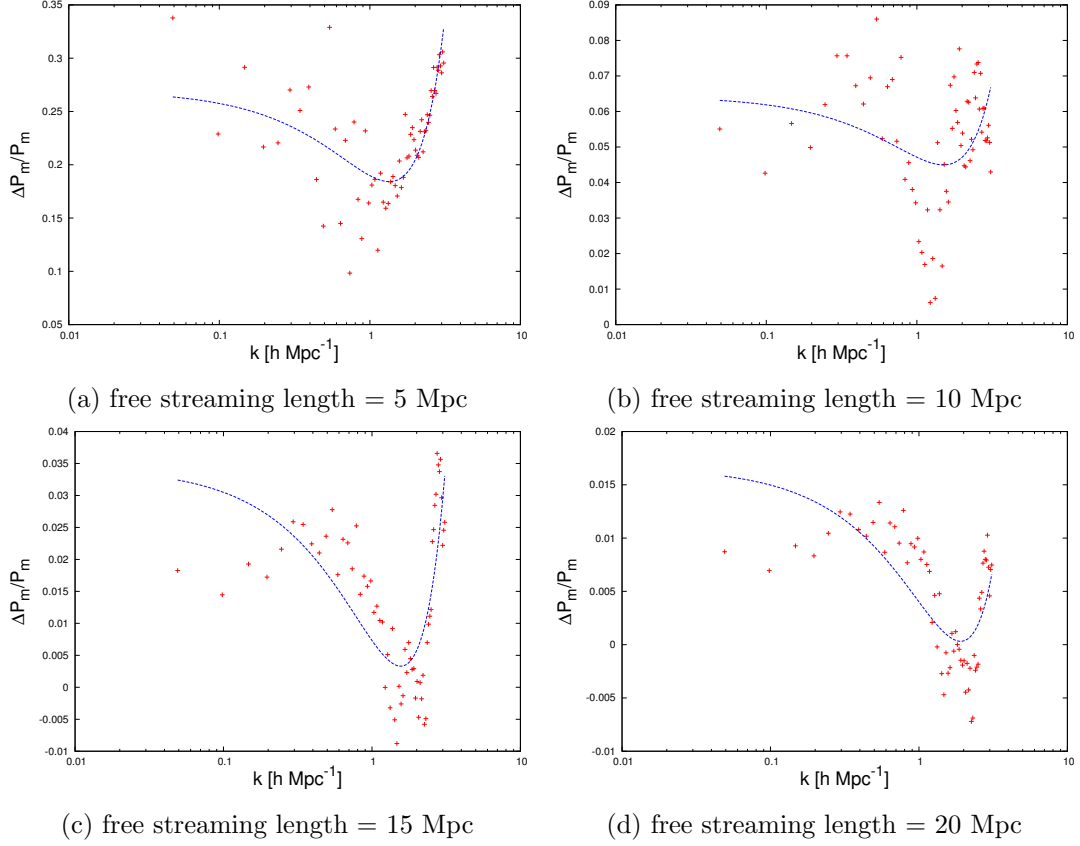 0.35
0.3
0.25
0.2
0.15
0.1
0.05
ΔP_m/P_m
0.01 0.1 1 10
k [h Mpc^-1]
(a) free streaming length = 5 Mpc
0.1
0.09
0.08
0.07
0.06
0.05
0.04
0.03
0.02
0.01
0
ΔP_m/P_m
0.01 0.1 1 10
k [h Mpc^-1]
(b) free streaming length = 10 Mpc
0.04
0.035
0.03
0.025
0.02
0.015
0.01
0.005
0
-0.005
-0.01
ΔP_m/P_m
0.01 0.1 1 10
k [h Mpc^-1]
(c) free streaming length = 15 Mpc
0.02
0.015
0.01
0.005
0
-0.005
-0.01
ΔP_m/P_m
0.01 0.1 1 10
k [h Mpc^-1]
(d) free streaming length = 20 Mpc